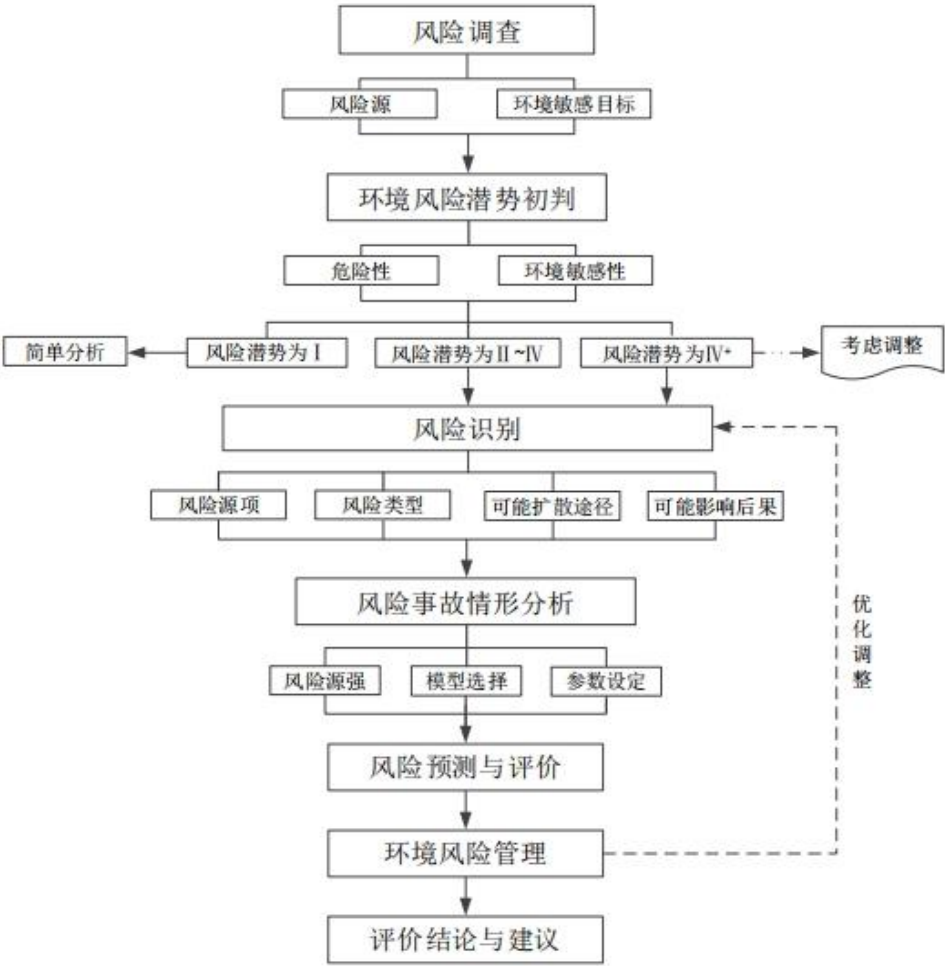 风险调查
风险源
环境敏感目标
环境风险潜势初判
危险性
环境敏感性
简单分析
风险潜势为Ⅰ
风险潜势为Ⅱ~Ⅳ
风险潜势为Ⅳ⁺
考虑调整
风险识别
风险源项
风险类型
可能扩散途径
可能影响后果
风险事故情形分析
优化调整
风险源强
模型选择
参数设定
风险预测与评价
环境风险管理
评价结论与建议